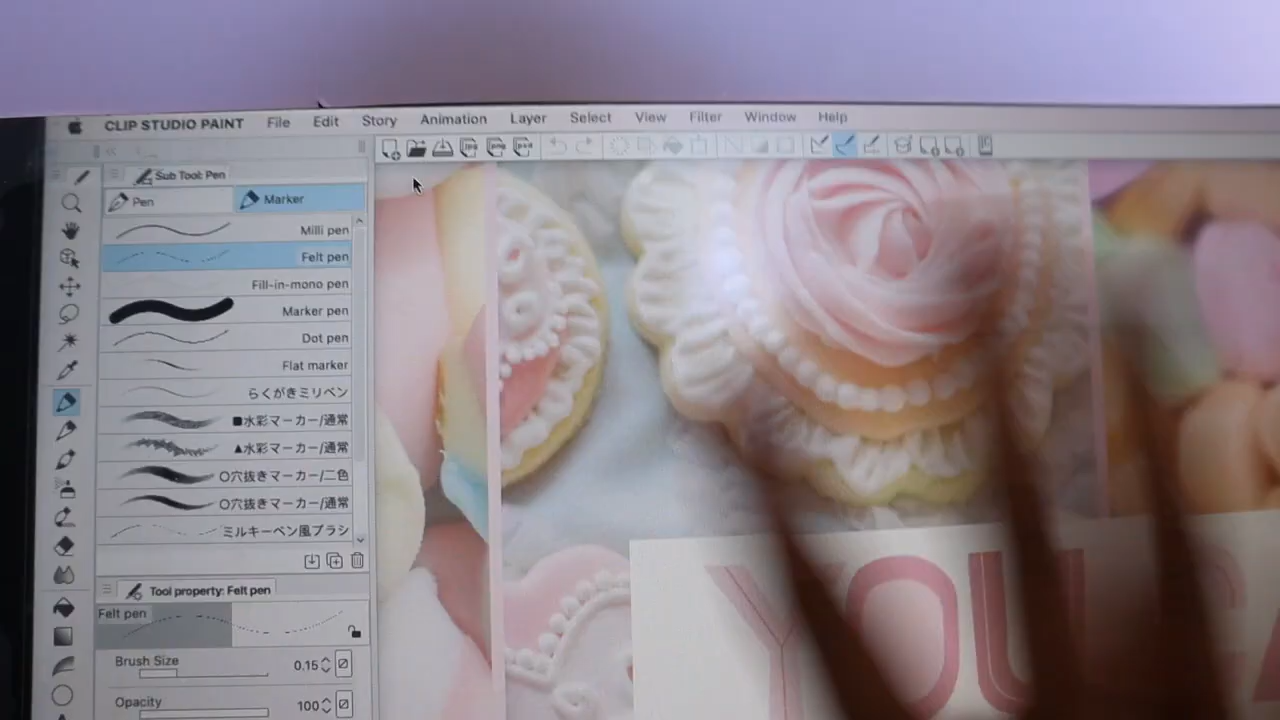 CLIP STUDIO PAINT File Edit Story Animation Layer Select View Filter Window Help
Sub Tool: Pen
Pen Marker
Milli pen
Felt pen
Fill-in-mono pen
Marker pen
Dot pen
Flat marker
らくがきミリペン
■水彩マーカー/通常
▲水彩マーカー/通常
○穴抜きマーカー/二色
○穴抜きマーカー/通常
ミルキーペン風ブラシ
Tool property: Felt pen
Felt pen
Brush Size 0.15
Opacity 100
YOU